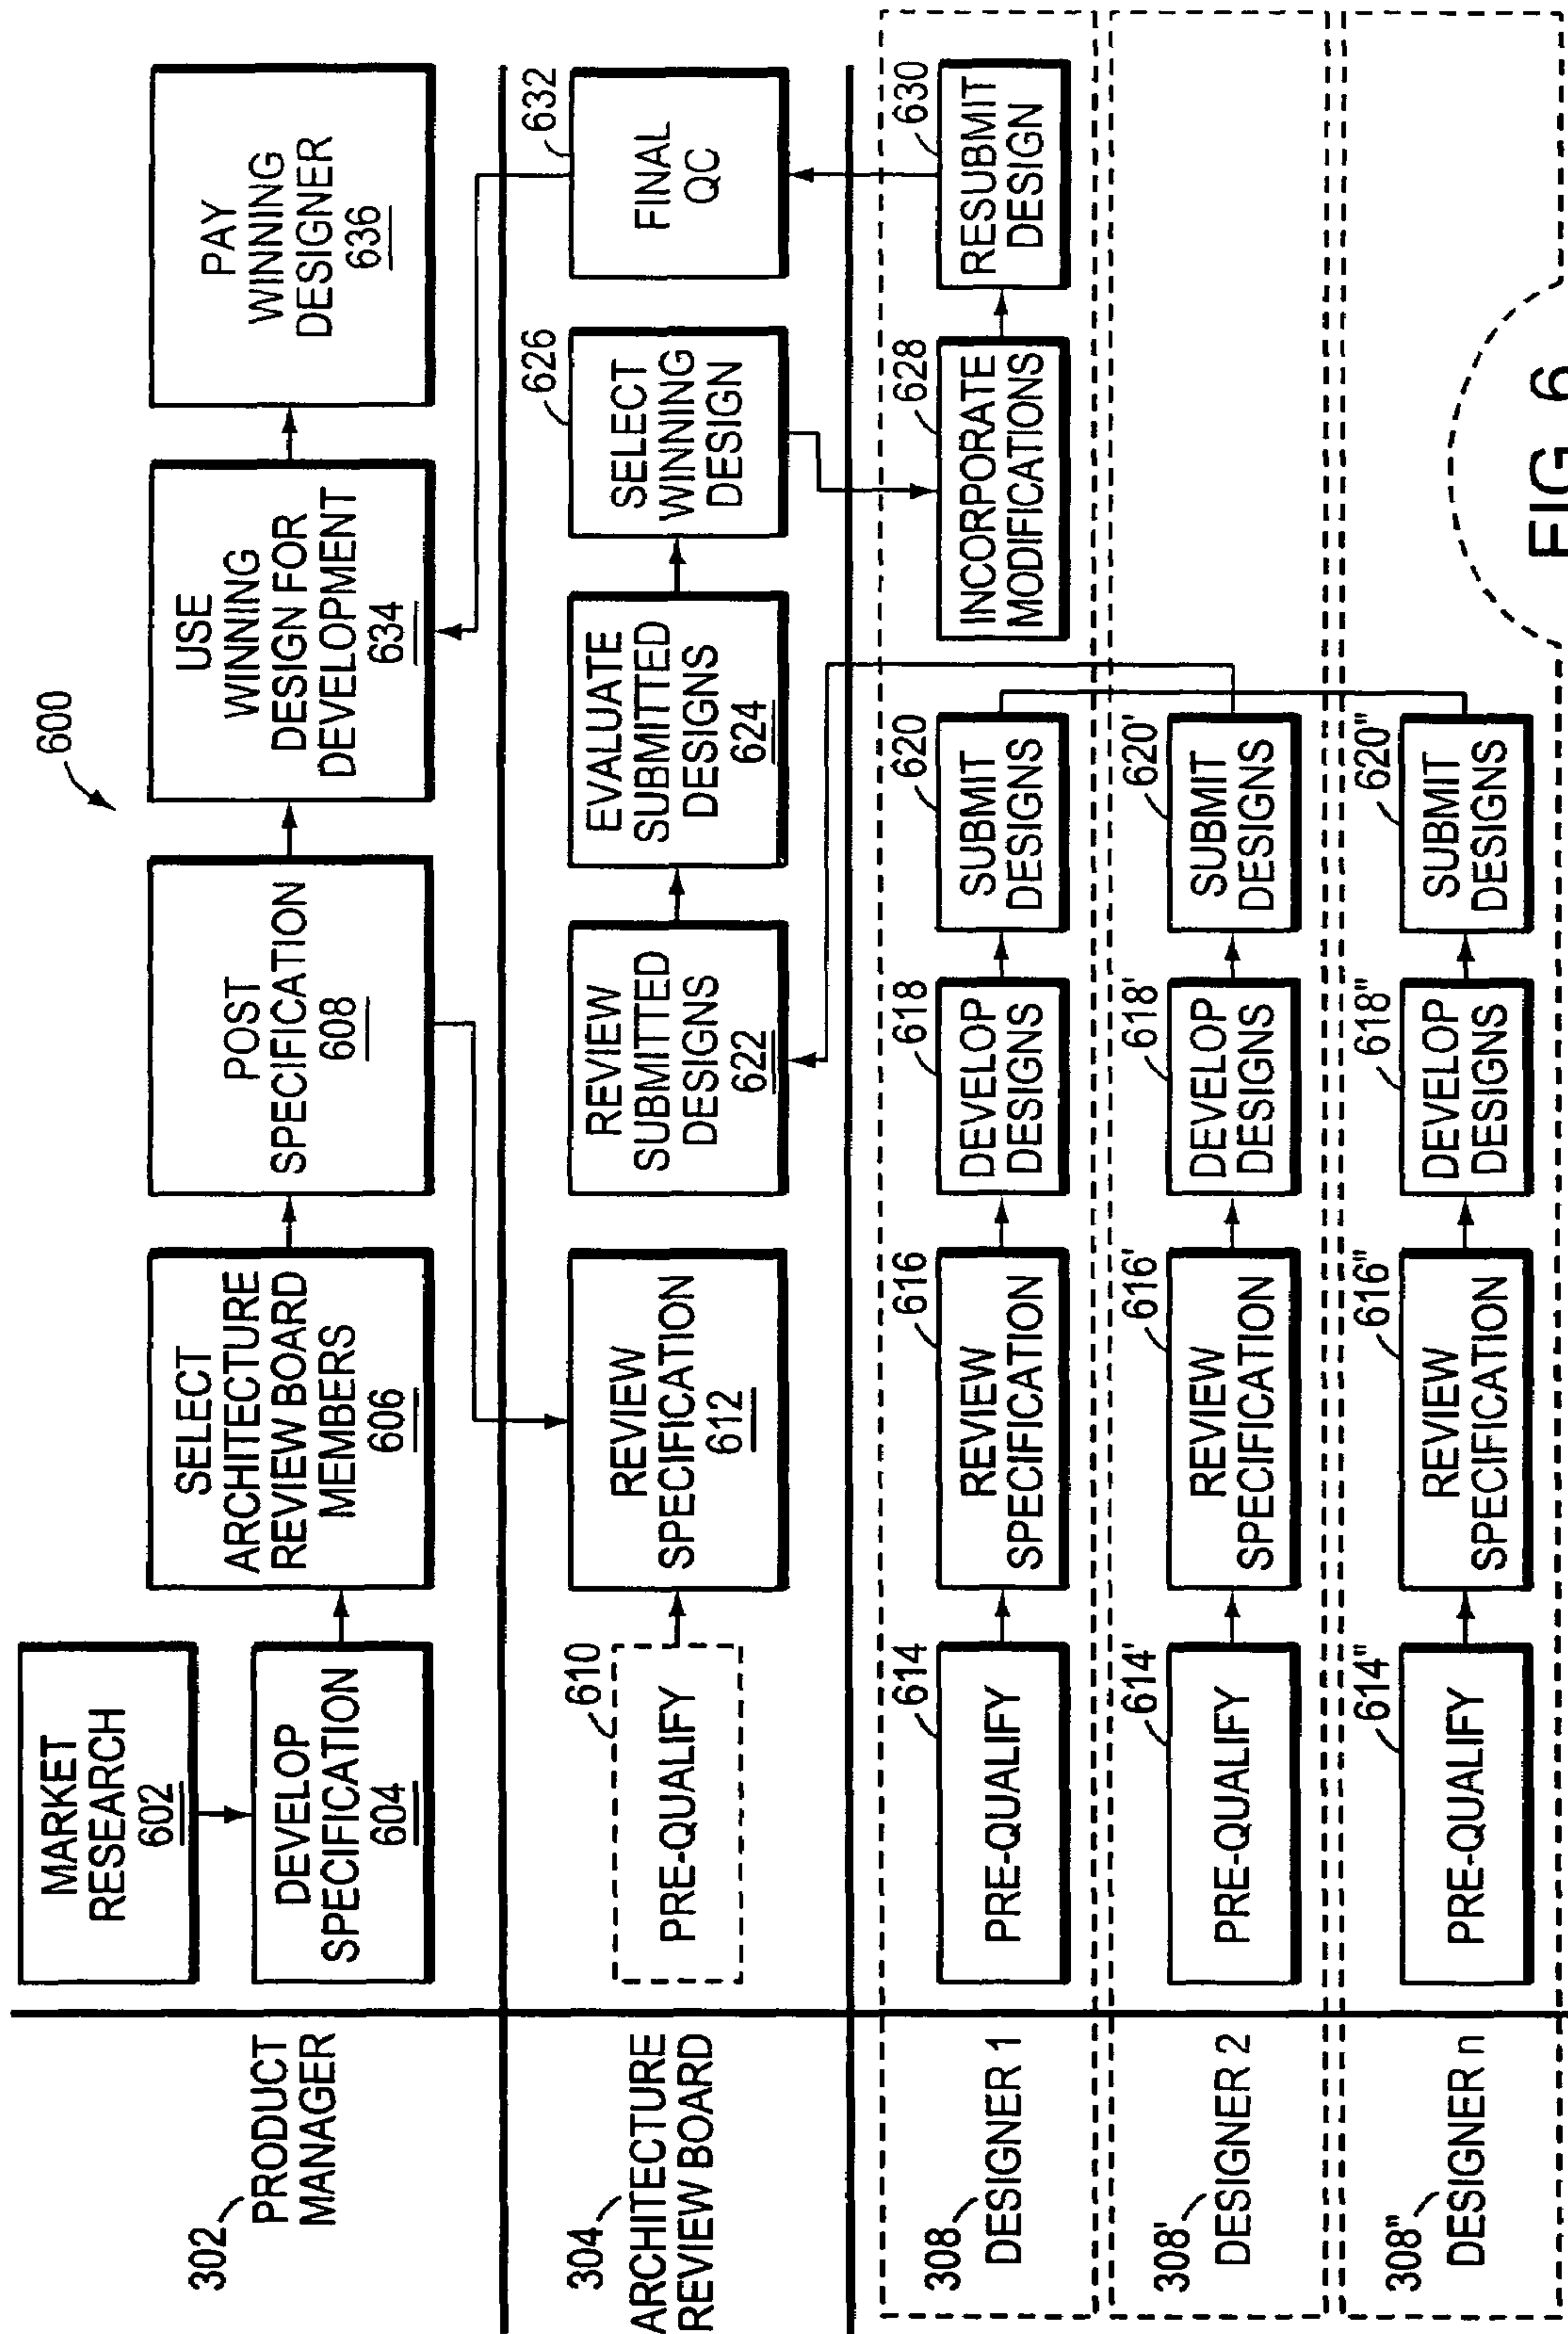 600
302
PRODUCT
MANAGER
MARKET
RESEARCH
602
DEVELOP
SPECIFICATION
604
SELECT
ARCHITECTURE
REVIEW BOARD
MEMBERS
606
POST
SPECIFICATION
608
USE
WINNING
DESIGN FOR
DEVELOPMENT
634
PAY
WINNING
DESIGNER
636
304
ARCHITECTURE
REVIEW BOARD
610
PRE-QUALIFY
REVIEW
SPECIFICATION
612
REVIEW
SUBMITTED
DESIGNS
622
EVALUATE
SUBMITTED
DESIGNS
624
626
SELECT
WINNING
DESIGN
632
FINAL
QC
308
DESIGNER 1
614
PRE-QUALIFY
616
REVIEW
SPECIFICATION
618
DEVELOP
DESIGNS
620
SUBMIT
DESIGNS
628
INCORPORATE
MODIFICATIONS
630
RESUBMIT
DESIGN
308'
DESIGNER 2
614'
PRE-QUALIFY
616'
REVIEW
SPECIFICATION
618'
DEVELOP
DESIGNS
620'
SUBMIT
DESIGNS
308"
DESIGNER n
614"
PRE-QUALIFY
616"
REVIEW
SPECIFICATION
618"
DEVELOP
DESIGNS
620"
SUBMIT
DESIGNS
FIG 6